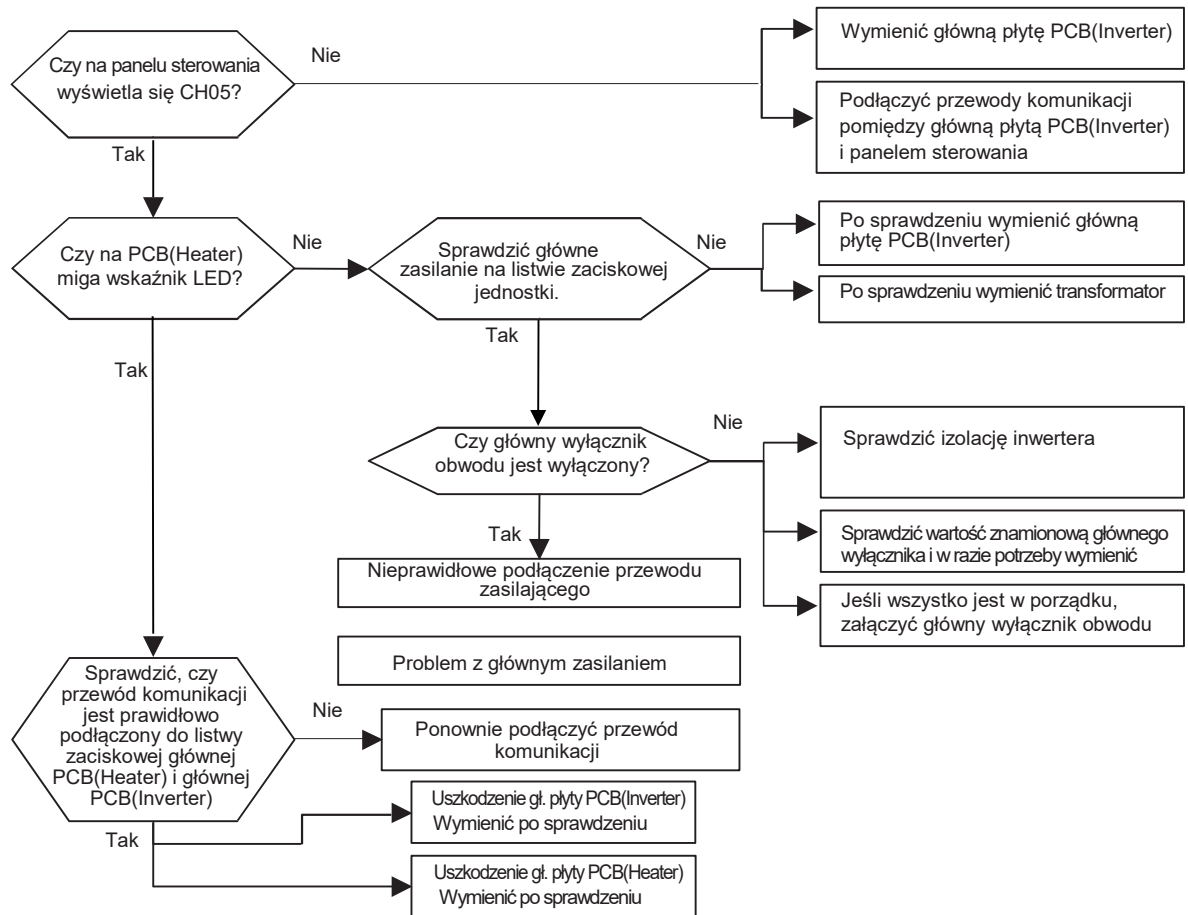 Czy na panelu sterowania
wyświetla się CH05?
Nie
Wymienić główną płytę PCB(Inverter)
Podłączyć przewody komunikacji
pomiędzy główną płytą PCB(Inverter)
i panelem sterowania
Tak
Czy na PCB(Heater)
miga wskaźnik LED?
Nie
Sprawdzić główne
zasilanie na listwie zaciskowej
jednostki.
Nie
Po sprawdzeniu wymienić główną
płytę PCB(Inverter)
Po sprawdzeniu wymienić transformator
Tak
Tak
Czy główny wyłącznik
obwodu jest wyłączony?
Nie
Sprawdzić izolację inwertera
Sprawdzić wartość znamionową głównego
wyłącznika i w razie potrzeby wymienić
Jeśli wszystko jest w porządku,
załączyć główny wyłącznik obwodu
Tak
Nieprawidłowe podłączenie przewodu
zasilającego
Problem z głównym zasilaniem
Sprawdzić, czy
przewód komunikacji
jest prawidłowo
podłączony do listwy
zaciskowej głównej
PCB(Heater) i głównej
PCB(Inverter)
Nie
Ponownie podłączyć przewód
komunikacji
Tak
Uszkodzenie gł. płyty PCB(Inverter)
Wymienić po sprawdzeniu
Uszkodzenie gł. płyty PCB(Heater)
Wymienić po sprawdzeniu